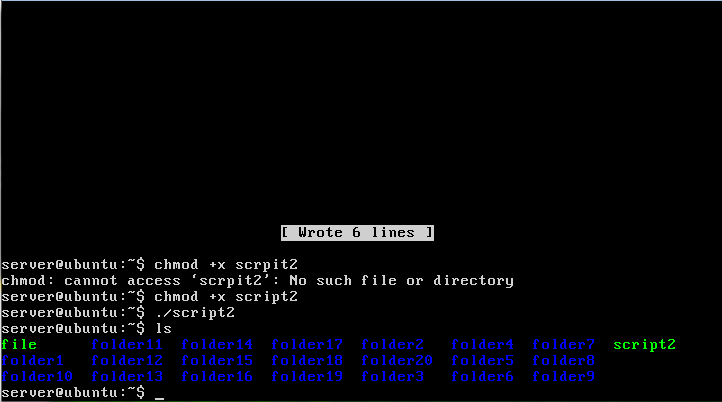 [ Wrote 6 lines ]
server@ubuntu:~$ chmod +x scrpit2
chmod: cannot access ‘scrpit2’: No such file or directory
server@ubuntu:~$ chmod +x script2
server@ubuntu:~$ ./script2
server@ubuntu:~$ ls
file folder11 folder14 folder17 folder2 folder4 folder7 script2
folder1 folder12 folder15 folder18 folder20 folder5 folder8
folder10 folder13 folder16 folder19 folder3 folder6 folder9
server@ubuntu:~$ _